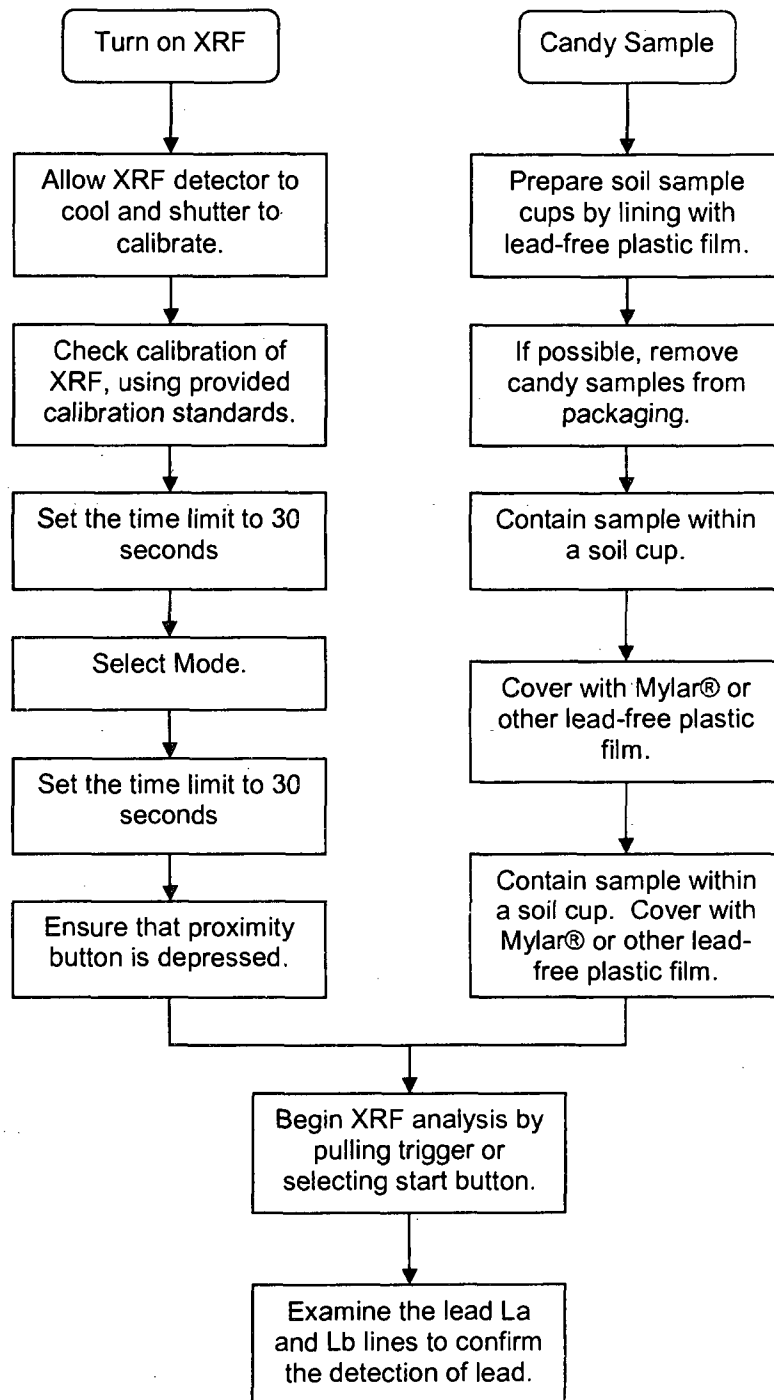 Turn on XRF
Allow XRF detector to
cool and shutter to
calibrate.
Check calibration of
XRF, using provided
calibration standards.
Set the time limit to 30
seconds
Select Mode.
Set the time limit to 30
seconds
Ensure that proximity
button is depressed.
Candy Sample
Prepare soil sample
cups by lining with
lead-free plastic film.
If possible, remove
candy samples from
packaging.
Contain sample within
a soil cup.
Cover with Mylar® or
other lead-free plastic
film.
Contain sample within
a soil cup. Cover with
Mylar® or other lead-
free plastic film.
Begin XRF analysis by
pulling trigger or
selecting start button.
Examine the lead La
and Lb lines to confirm
the detection of lead.